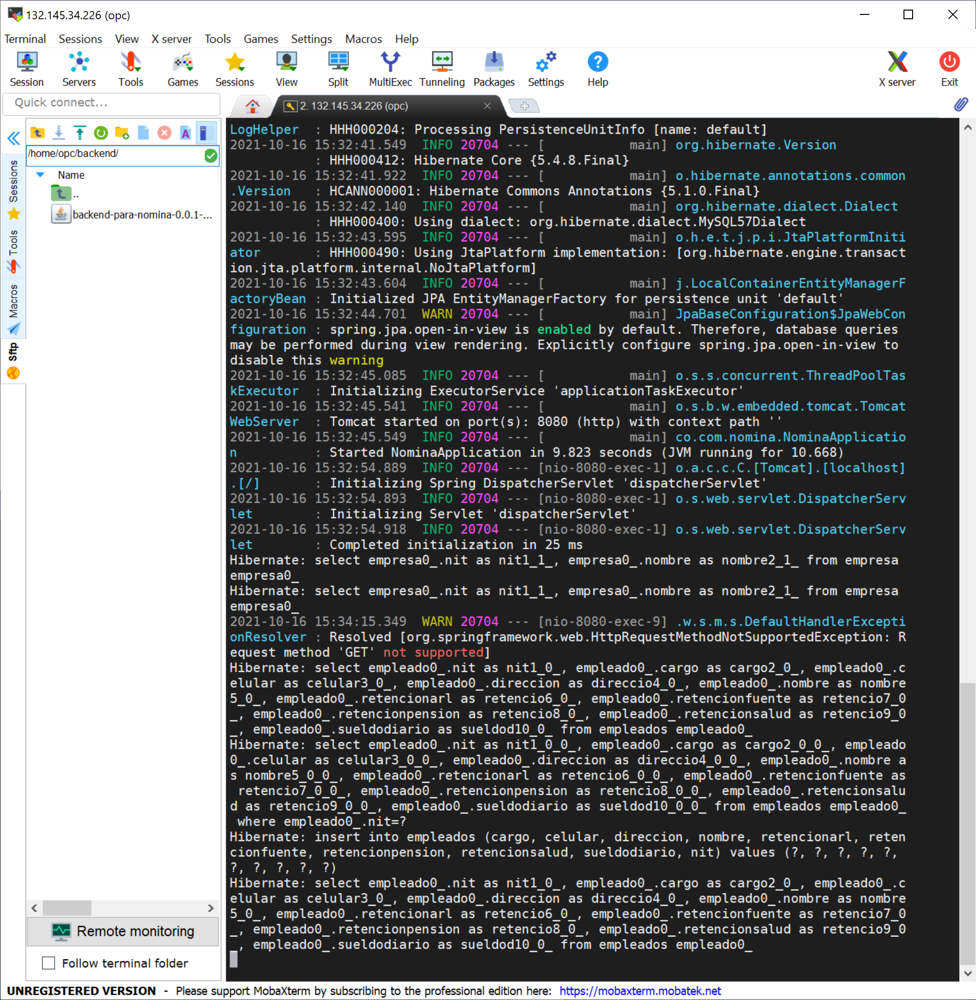 132.145.34.226 (opc)
Terminal Sessions View X server Tools Games Settings Macros Help
Session Servers Tools Games Sessions View Split MultiExec Tunneling Packages Settings Help X server Exit
Quick connect...
2. 132.145.34.226 (opc)
/home/opc/backend/
Name
..
backend-para-nomina-0.0.1-...
Sessions
Tools
Macros
Sftp
LogHelper  : HHH000204: Processing PersistenceUnitInfo [name: default]
2021-10-16 15:32:41.549  INFO 20704 --- [           main] org.hibernate.Version
           : HHH000412: Hibernate Core {5.4.8.Final}
2021-10-16 15:32:41.922  INFO 20704 --- [           main] o.hibernate.annotations.common
.Version   : HCANN000001: Hibernate Commons Annotations {5.1.0.Final}
2021-10-16 15:32:42.140  INFO 20704 --- [           main] org.hibernate.dialect.Dialect
           : HHH000400: Using dialect: org.hibernate.dialect.MySQL57Dialect
2021-10-16 15:32:43.595  INFO 20704 --- [           main] o.h.e.t.j.p.i.JtaPlatformIniti
ator       : HHH000490: Using JtaPlatform implementation: [org.hibernate.engine.transact
ion.jta.platform.internal.NoJtaPlatform]
2021-10-16 15:32:43.604  INFO 20704 --- [           main] j.LocalContainerEntityManagerF
actoryBean : Initialized JPA EntityManagerFactory for persistence unit 'default'
2021-10-16 15:32:44.701  WARN 20704 --- [           main] JpaBaseConfiguration$JpaWebCon
figuration : spring.jpa.open-in-view is enabled by default. Therefore, database queries
may be performed during view rendering. Explicitly configure spring.jpa.open-in-view to
disable this warning
2021-10-16 15:32:45.085  INFO 20704 --- [           main] o.s.s.concurrent.ThreadPoolTas
kExecutor  : Initializing ExecutorService 'applicationTaskExecutor'
2021-10-16 15:32:45.541  INFO 20704 --- [           main] o.s.b.w.embedded.tomcat.Tomcat
WebServer  : Tomcat started on port(s): 8080 (http) with context path ''
2021-10-16 15:32:45.549  INFO 20704 --- [           main] co.com.nomina.NominaApplicatio
n          : Started NominaApplication in 9.823 seconds (JVM running for 10.668)
2021-10-16 15:32:54.889  INFO 20704 --- [nio-8080-exec-1] o.a.c.c.C.[Tomcat].[localhost]
.[/]       : Initializing Spring DispatcherServlet 'dispatcherServlet'
2021-10-16 15:32:54.893  INFO 20704 --- [nio-8080-exec-1] o.s.web.servlet.DispatcherServ
let        : Initializing Servlet 'dispatcherServlet'
2021-10-16 15:32:54.918  INFO 20704 --- [nio-8080-exec-1] o.s.web.servlet.DispatcherServ
let        : Completed initialization in 25 ms
Hibernate: select empresa0_.nit as nit1_1_, empresa0_.nombre as nombre2_1_ from empresa
empresa0_
Hibernate: select empresa0_.nit as nit1_1_, empresa0_.nombre as nombre2_1_ from empresa
empresa0_
2021-10-16 15:34:15.349  WARN 20704 --- [nio-8080-exec-9] .w.s.m.s.DefaultHandlerExcepti
onResolver : Resolved [org.springframework.web.HttpRequestMethodNotSupportedException: R
equest method 'GET' not supported]
Hibernate: select empleado0_.nit as nit1_0_, empleado0_.cargo as cargo2_0_, empleado0_.c
elular as celular3_0_, empleado0_.direccion as direccio4_0_, empleado0_.nombre as nombre
5_0_, empleado0_.retencionarl as retencio6_0_, empleado0_.retencionfuente as retencio7_0
_, empleado0_.retencionpension as retencio8_0_, empleado0_.retencionsalud as retencio9_0
_, empleado0_.sueldodiario as sueldod10_0_ from empleados empleado0_
Hibernate: select empleado0_.nit as nit1_0_0_, empleado0_.cargo as cargo2_0_0_, empleado
0_.celular as celular3_0_0_, empleado0_.direccion as direccio4_0_0_, empleado0_.nombre a
s nombre5_0_0_, empleado0_.retencionarl as retencio6_0_0_, empleado0_.retencionfuente as
 retencio7_0_0_, empleado0_.retencionpension as retencio8_0_0_, empleado0_.retencionsalu
d as retencio9_0_0_, empleado0_.sueldodiario as sueldod10_0_0_ from empleados empleado0_
 where empleado0_.nit=?
Hibernate: insert into empleados (cargo, celular, direccion, nombre, retencionarl, reten
cionfuente, retencionpension, retencionsalud, sueldodiario, nit) values (?, ?, ?, ?, ?,
?, ?, ?, ?, ?)
Hibernate: select empleado0_.nit as nit1_0_, empleado0_.cargo as cargo2_0_, empleado0_.c
elular as celular3_0_, empleado0_.direccion as direccio4_0_, empleado0_.nombre as nombre
5_0_, empleado0_.retencionarl as retencio6_0_, empleado0_.retencionfuente as retencio7_0
_, empleado0_.retencionpension as retencio8_0_, empleado0_.retencionsalud as retencio9_0
_, empleado0_.sueldodiario as sueldod10_0_ from empleados empleado0_
Remote monitoring
Follow terminal folder
UNREGISTERED VERSION - Please support MobaXterm by subscribing to the professional edition here: https://mobaxterm.mobatek.net